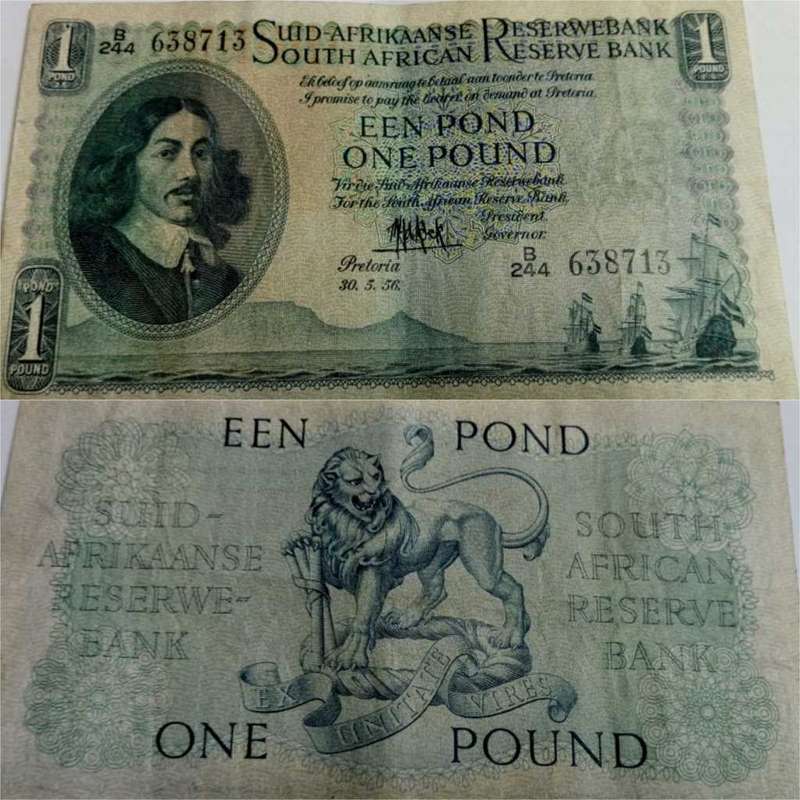 1
POND
B
244 638713
SUID-AFRIKAANSE RESERWEBANK
SOUTH AFRICAN RESERVE BANK
1
POUND
Ek beloof op aanvraag te betaal aan toonder te Pretoria.
I promise to pay the bearer on demand at Pretoria.
EEN POND
ONE POUND
Vir die Suid-Afrikaanse Reserwebank
For the South African Reserve Bank,
President.
Governor.
Pretoria
30. 5. 56.
B
244 638713
POND
1
POUND
EEN POND
SUID-
AFRIKAANSE
RESERWE-
BANK
SOUTH
AFRICAN
RESERVE
BANK
EX UNITATE VIRES
ONE POUND